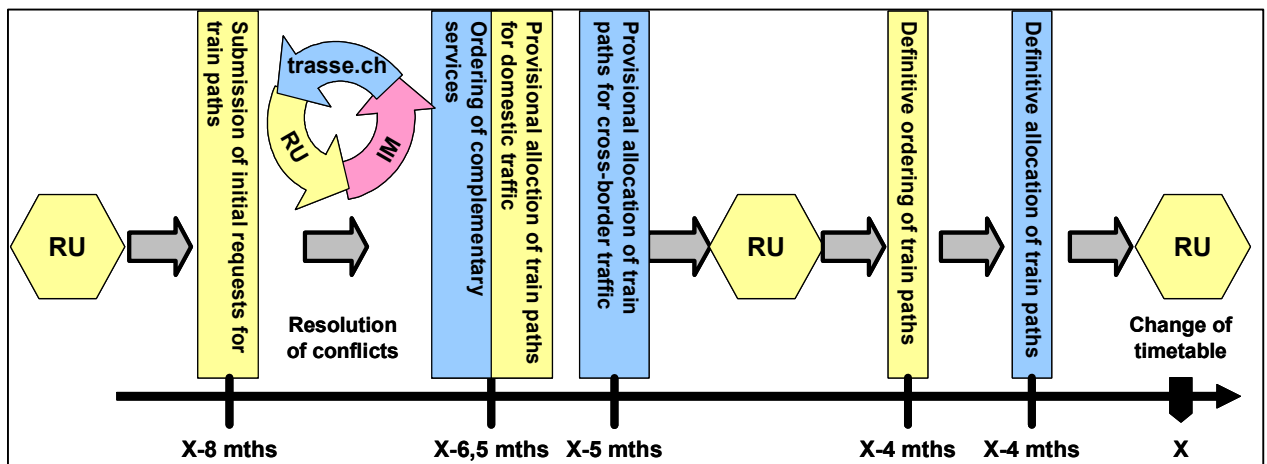 RU
Submission of initial requests for
train paths
trasse.ch
RU
IM
Resolution
of conflicts
Ordering of complementary
services
Provisional alloction of train paths
for domestic traffic
Provisional allocation of train
paths for cross-border traffic
RU
Definitive ordering of train paths
Definitive allocation of train paths
RU
Change of
timetable
X-8 mths
X-6,5 mths
X-5 mths
X-4 mths
X-4 mths
X